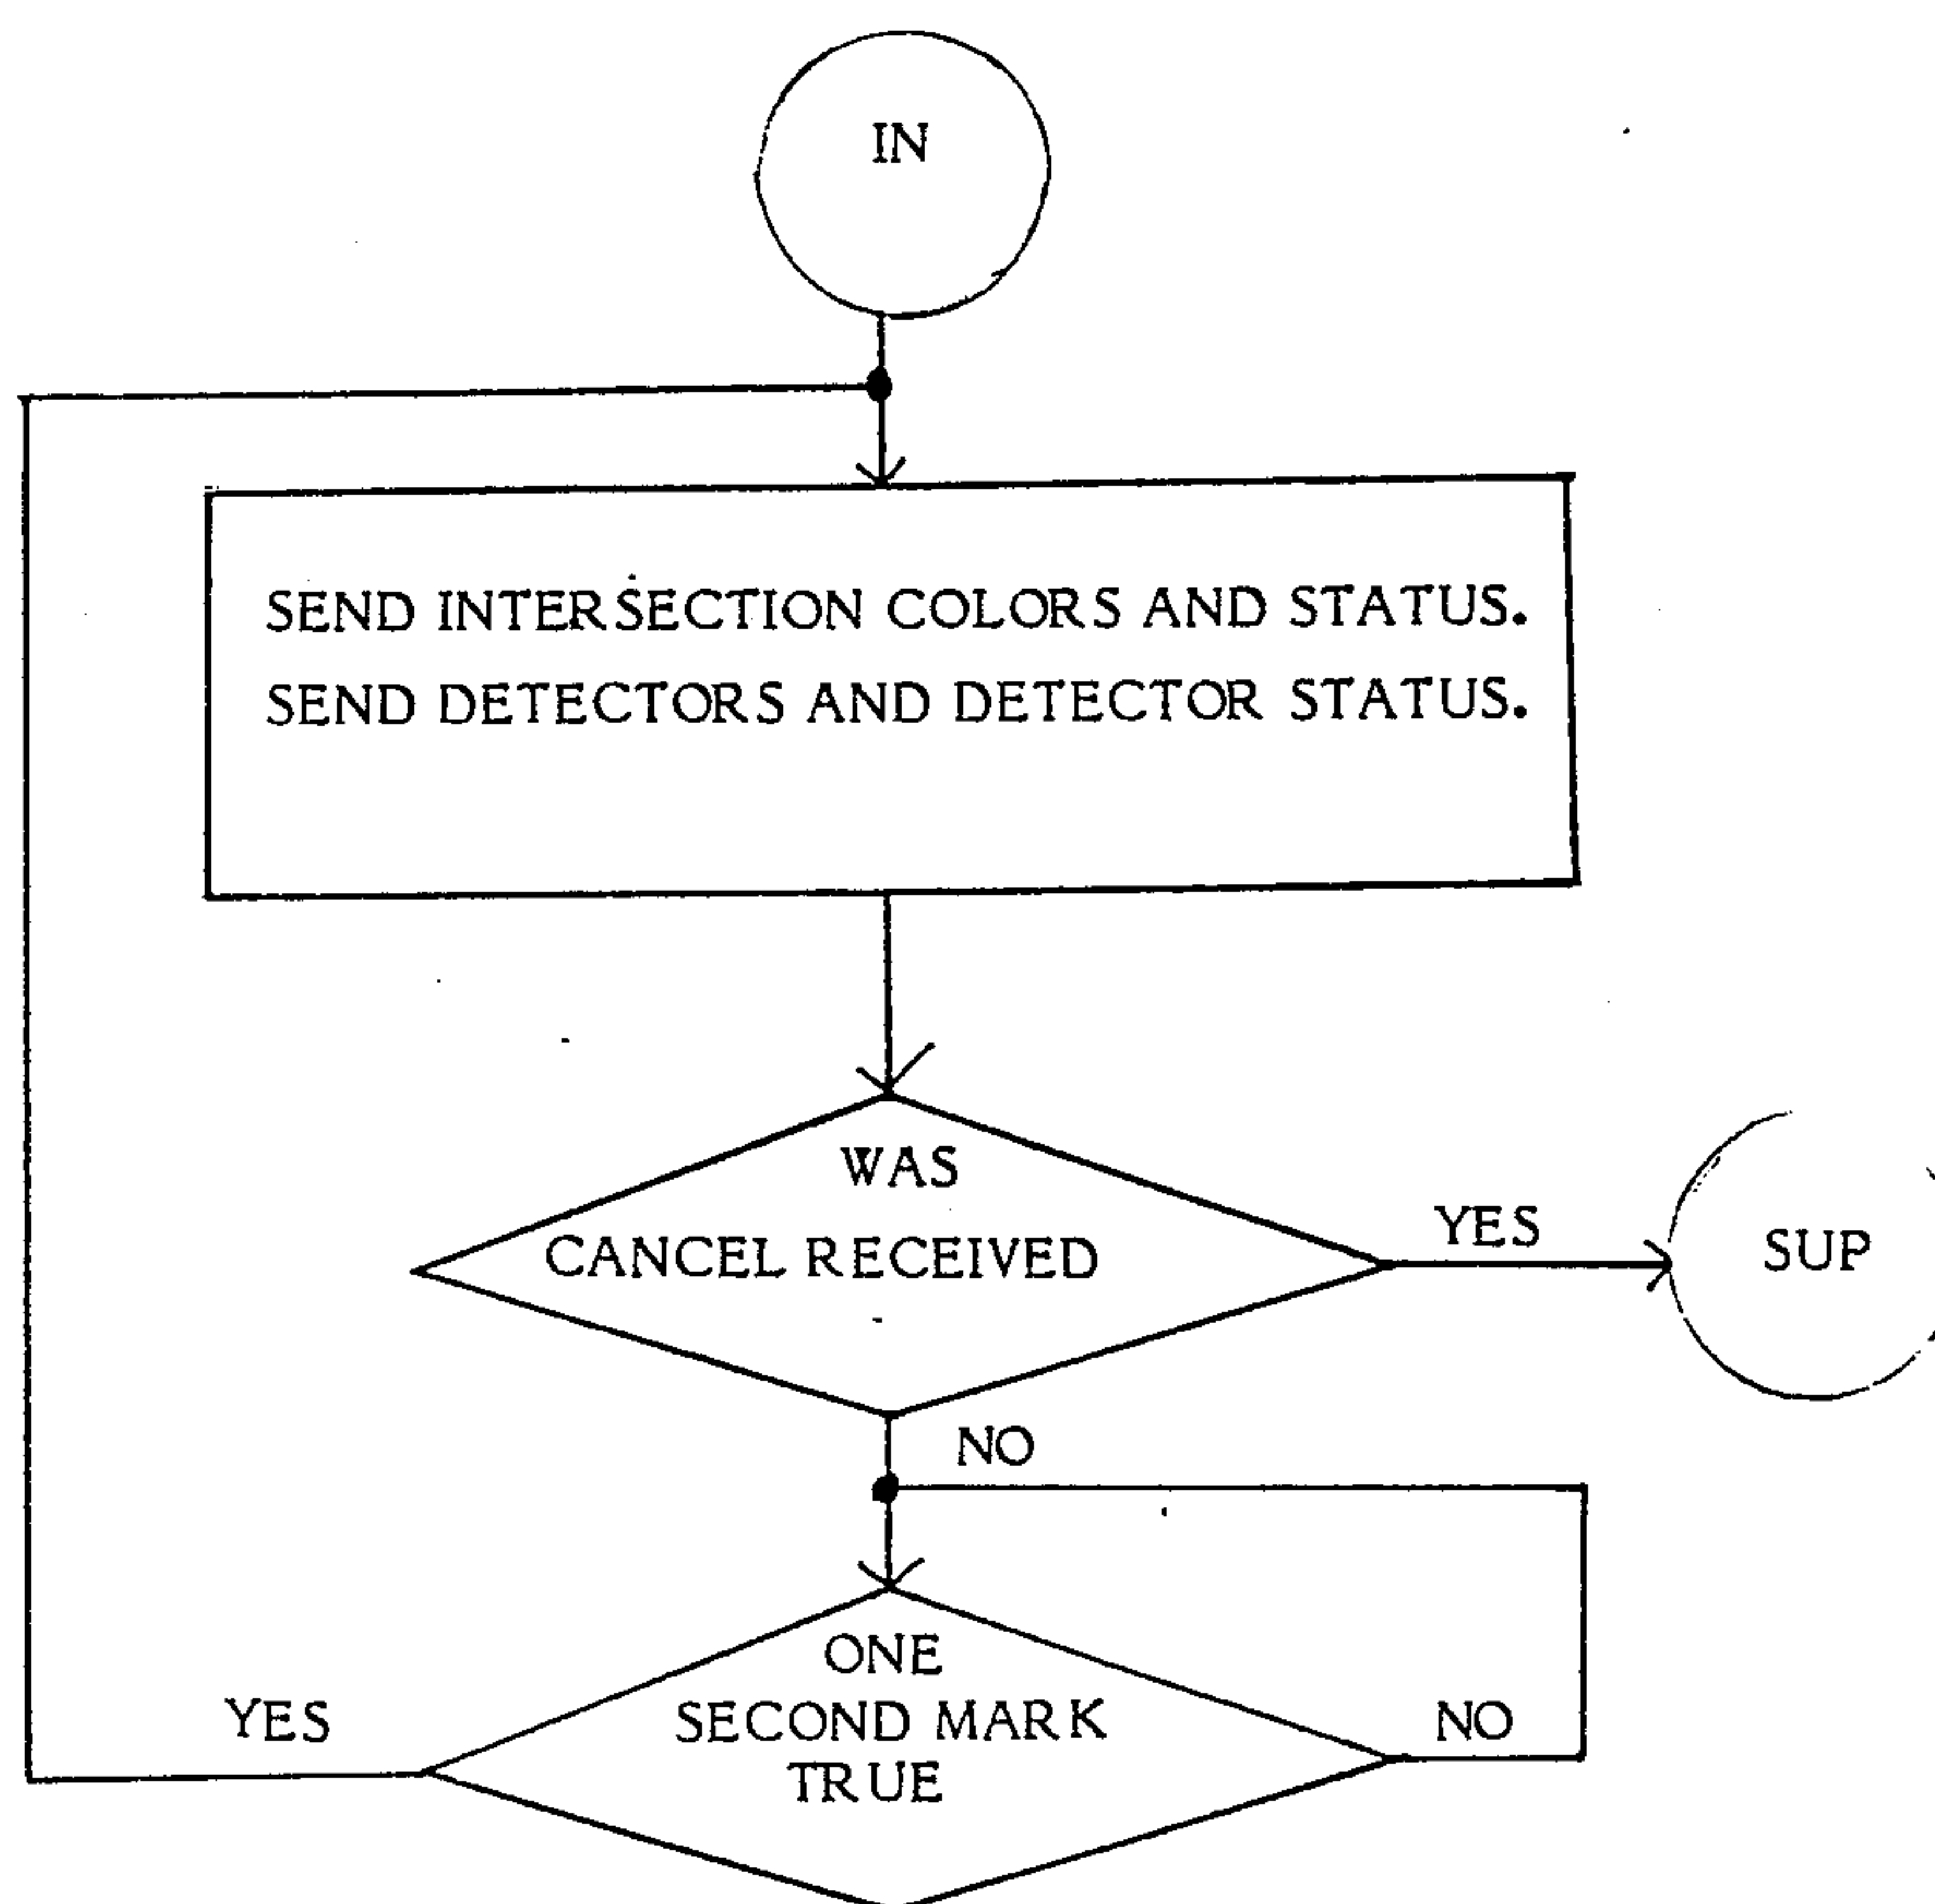 IN
SEND INTERSECTION COLORS AND STATUS.
SEND DETECTORS AND DETECTOR STATUS.
WAS
CANCEL RECEIVED
YES
SUP
NO
ONE
SECOND MARK
TRUE
YES
NO